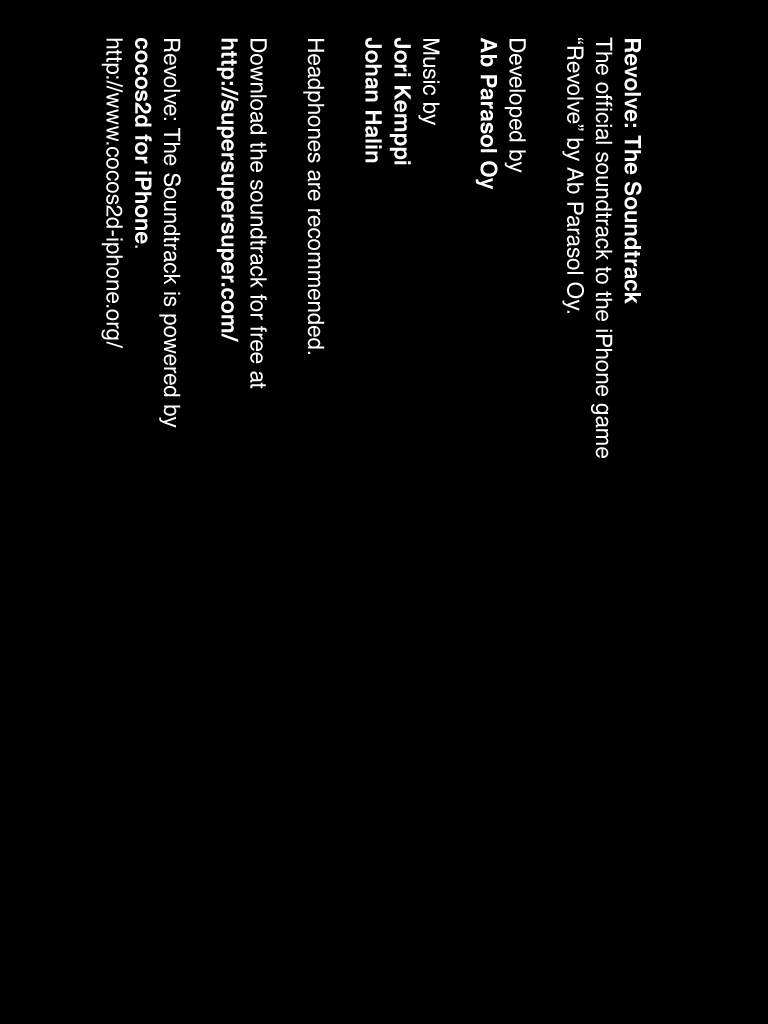 Revolve: The Soundtrack
The official soundtrack to the iPhone game
“Revolve” by Ab Parasol Oy.
Developed by
Ab Parasol Oy
Music by
Jori Kemppi
Johan Halin
Headphones are recommended.
Download the soundtrack for free at
http://supersupersuper.com/
Revolve: The Soundtrack is powered by
cocos2d for iPhone.
http://www.cocos2d-iphone.org/